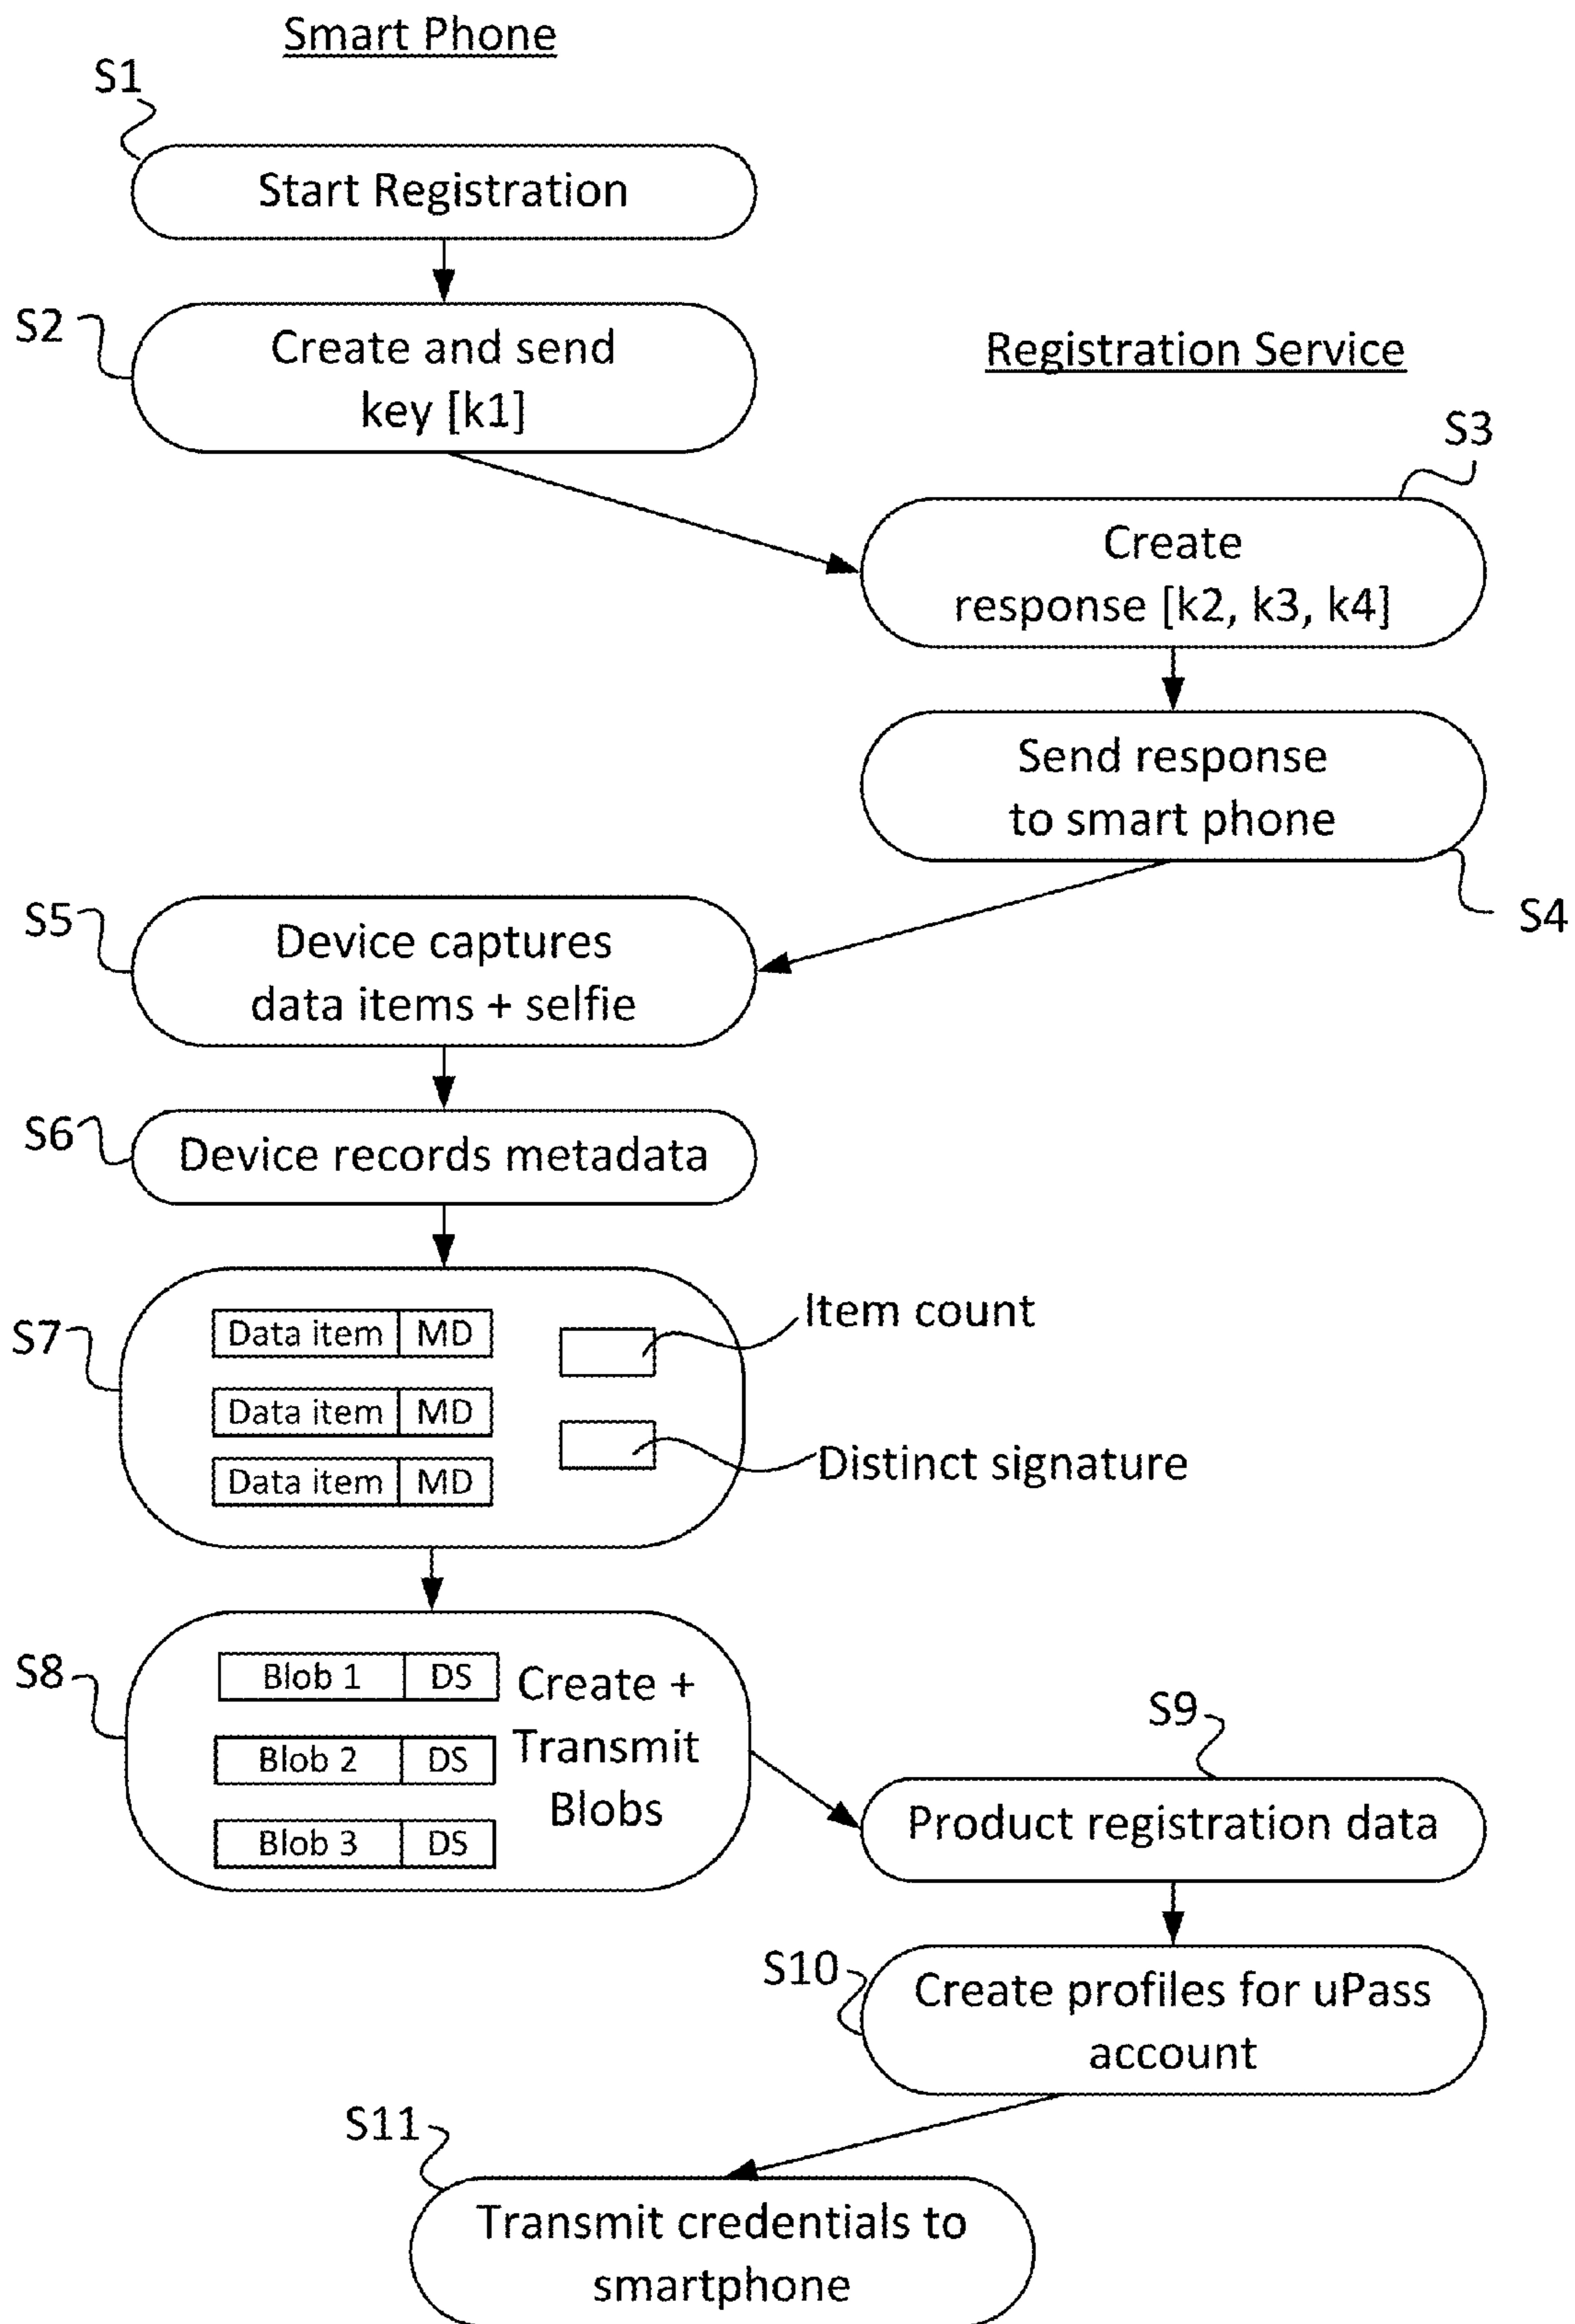 Smart Phone
S1
Start Registration
S2
Create and send
key [k1]
Registration Service
S3
Create
response [k2, k3, k4]
Send response
to smart phone
S4
S5
Device captures
data items + selfie
S6
Device records metadata
S7
Data item MD
Data item MD
Data item MD
Item count
Distinct signature
S8
Blob 1 DS
Blob 2 DS
Blob 3 DS
Create +
Transmit
Blobs
S9
Product registration data
S10
Create profiles for uPass
account
S11
Transmit credentials to
smartphone